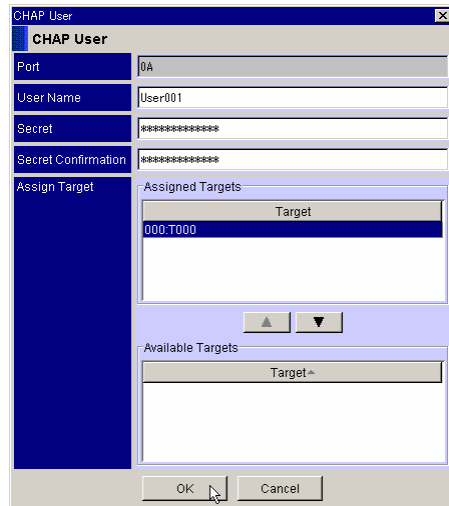 CHAP User
CHAP User
Port 0A
User Name User001
Secret *************
Secret Confirmation *************
Assign Target
Assigned Targets
Target
000:T000
Available Targets
Target
OK Cancel